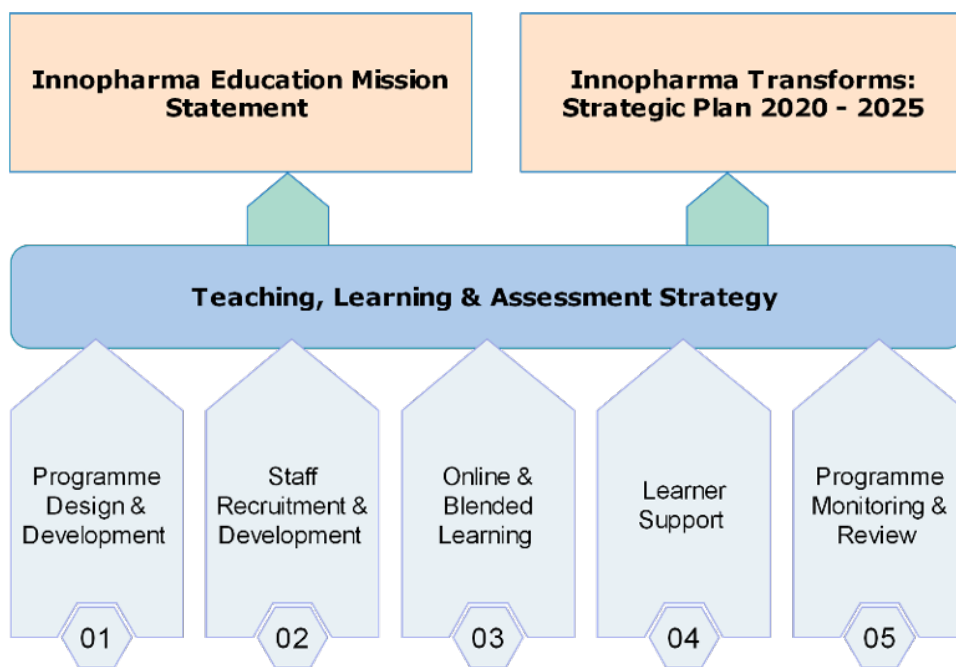 Innopharma Education Mission
Statement
Innopharma Transforms:
Strategic Plan 2020 - 2025
Teaching, Learning & Assessment Strategy
Programme
Design &
Development
Staff
Recruitment &
Development
Online &
Blended
Learning
Learner
Support
Programme
Monitoring &
Review
01
02
03
04
05